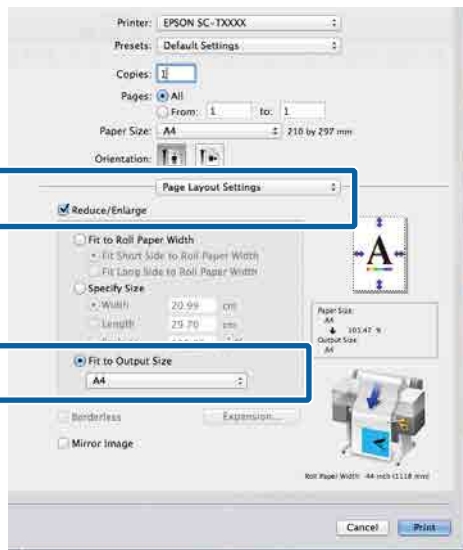 Printer: EPSON SC-TXXXX
Presets: Default Settings
Copies: 1
Pages: All
From: 1 to: 1
Paper Size: A4 210 by 297 mm
Orientation:
Page Layout Settings
Reduce/Enlarge
Fit to Roll Paper Width
Fit Short Side to Roll Paper Width
Fit Long Side to Roll Paper Width
Specify Size
Width 20.99 cm
Length 29.70 cm
Fit to Output Size
A4
Borderless Expansion...
Mirror Image
A
Paper Size:
A4
103.47 %
Output Size
A4
Roll Paper Width: 44 inch (1118 mm)
Cancel Print